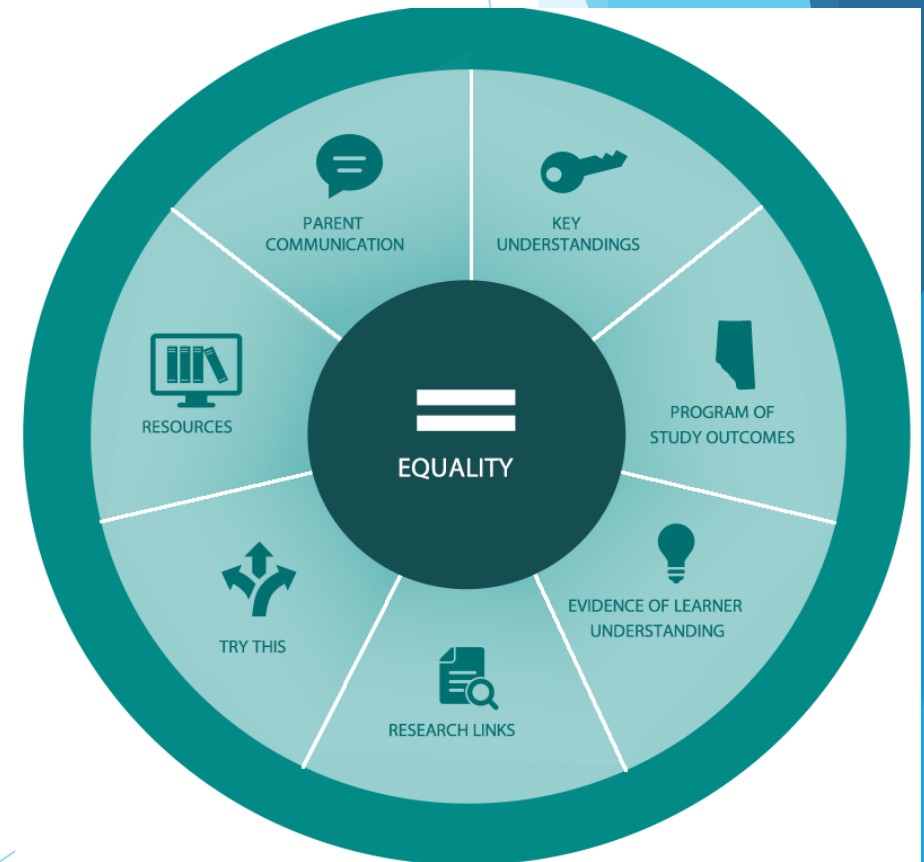 PARENT
COMMUNICATION
KEY
UNDERSTANDINGS
RESOURCES
PROGRAM OF
STUDY OUTCOMES
EQUALITY
TRY THIS
EVIDENCE OF LEARNER
UNDERSTANDING
RESEARCH LINKS